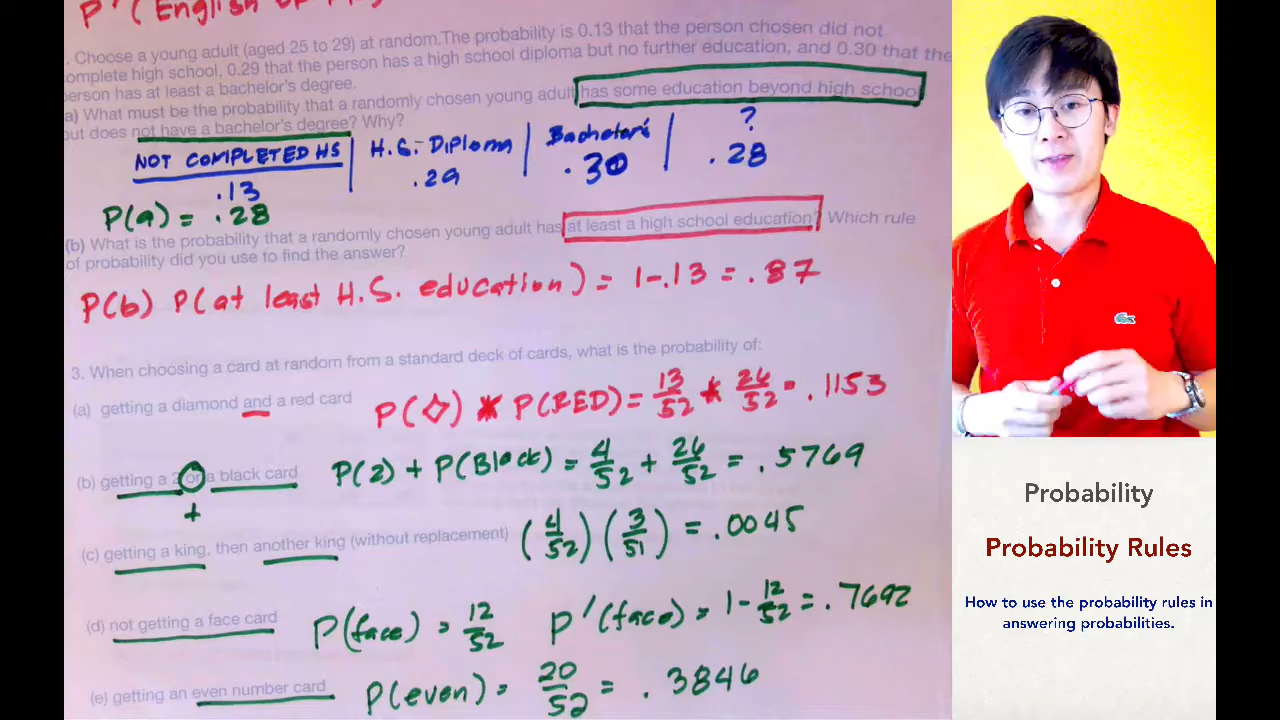 P'(English or
Choose a young adult (aged 25 to 29) at random.The probability is 0.13 that the person chosen did not
omplete high school, 0.29 that the person has a high school diploma but no further education, and 0.30 that the
erson has at least a bachelor's degree.
a) What must be the probability that a randomly chosen young adult has some education beyond high school
but does not have a bachelor's degree? Why?
NOT COMPLETED HS | H.S. Diploma | Bachelor's | ?
.13 .29 .30 .28
P(a) = .28
(b) What is the probability that a randomly chosen young adult has at least a high school education? Which rule
of probability did you use to find the answer?
P(b) P(at least H.S. education) = 1-.13 = .87
3. When choosing a card at random from a standard deck of cards, what is the probability of:
(a) getting a diamond and a red card P(◇) * P(RED) = 13/52 * 26/52 = .1153
(b) getting a 2 or a black card P(2) + P(Black) = 4/52 + 26/52 = .5769
+
(c) getting a king, then another king (without replacement) (4/52)(3/51) = .0045
(d) not getting a face card P(face) = 12/52 P'(face) = 1-12/52 = .7692
(e) getting an even number card P(even) = 20/52 = .3846
Probability
Probability Rules
How to use the probability rules in
answering probabilities.